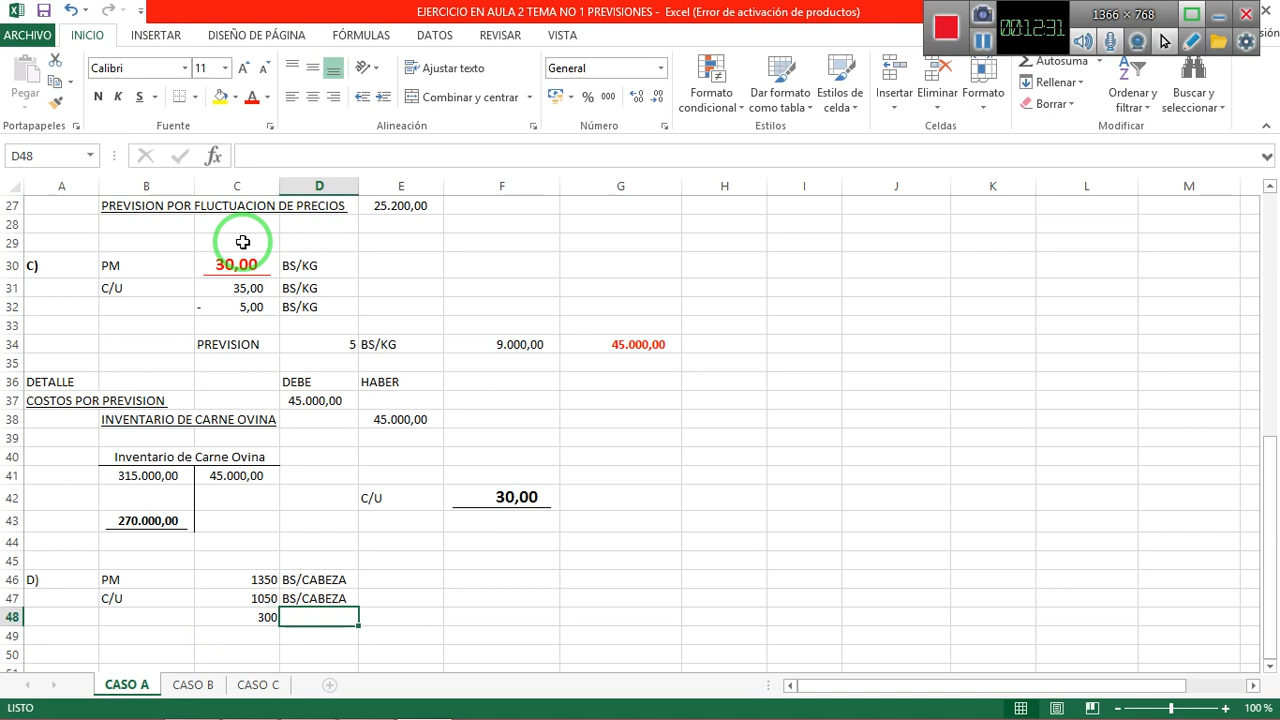 EJERCICIO EN AULA 2 TEMA NO 1 PREVISIONES - Excel (Error de activación de productos)
1366 × 768
00:12:31
ARCHIVO INICIO INSERTAR DISEÑO DE PÁGINA FÓRMULAS DATOS REVISAR VISTA
Pegar
Calibri 11
N K S
Ajustar texto
Combinar y centrar
General
% 000
Formato condicional
Dar formato como tabla
Estilos de celda
Insertar Eliminar Formato
Autosuma
Rellenar
Borrar
Ordenar y filtrar
Buscar y seleccionar
Portapapeles Fuente Alineación Número Estilos Celdas Modificar
D48 fx
A B C D E F G H I J K L M
27 PREVISION POR FLUCTUACION DE PRECIOS 25.200,00
28
29
30 C) PM 30,00 BS/KG
31 C/U 35,00 BS/KG
32 - 5,00 BS/KG
33
34 PREVISION 5 BS/KG 9.000,00 45.000,00
35
36 DETALLE DEBE HABER
37 COSTOS POR PREVISION 45.000,00
38 INVENTARIO DE CARNE OVINA 45.000,00
39
40 Inventario de Carne Ovina
41 315.000,00 45.000,00
42 C/U 30,00
43 270.000,00
44
45
46 D) PM 1350 BS/CABEZA
47 C/U 1050 BS/CABEZA
48 300
49
50
CASO A CASO B CASO C
LISTO 100 %